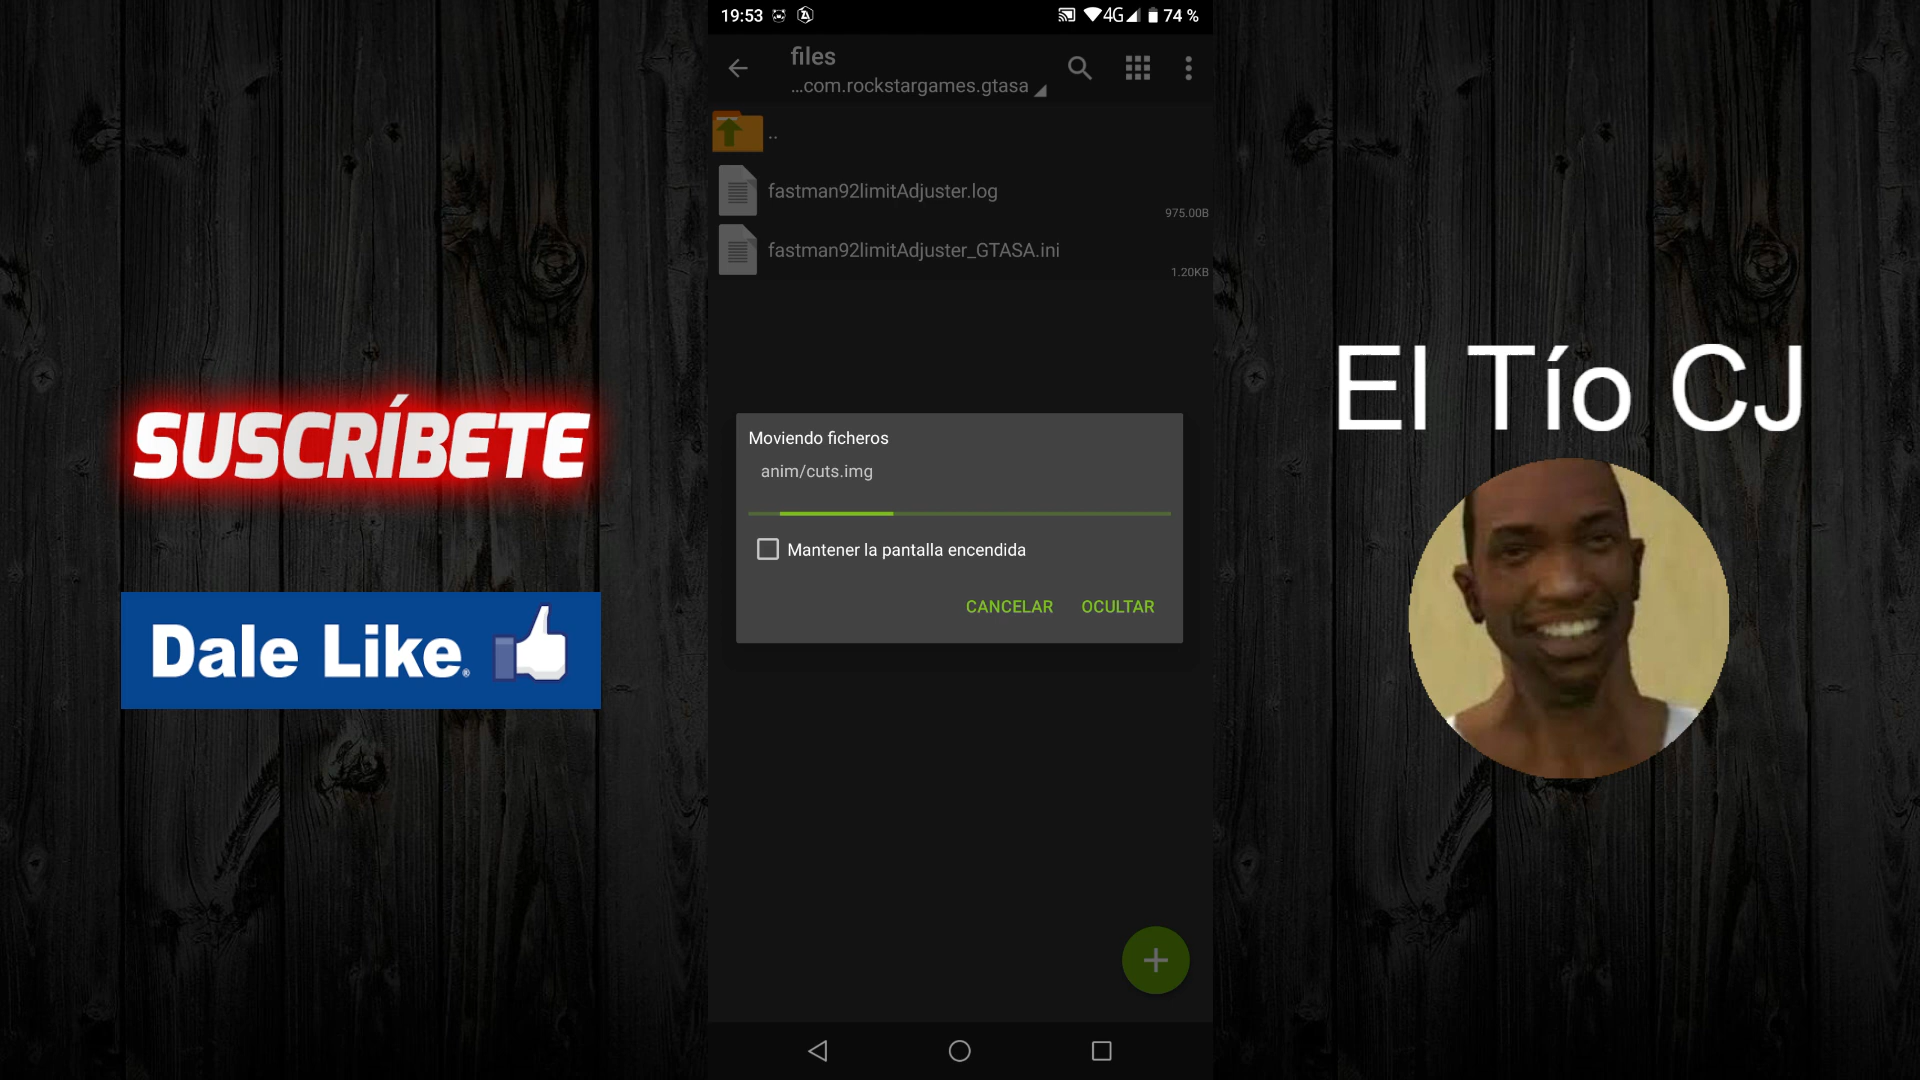 19:53
4G 74 %
files
...com.rockstargames.gtasa
..
fastman92limitAdjuster.log
975.00B
fastman92limitAdjuster_GTASA.ini
1.20KB
Moviendo ficheros
anim/cuts.img
Mantener la pantalla encendida
CANCELAR OCULTAR
SUSCRÍBETE
Dale Like®
El Tío CJ